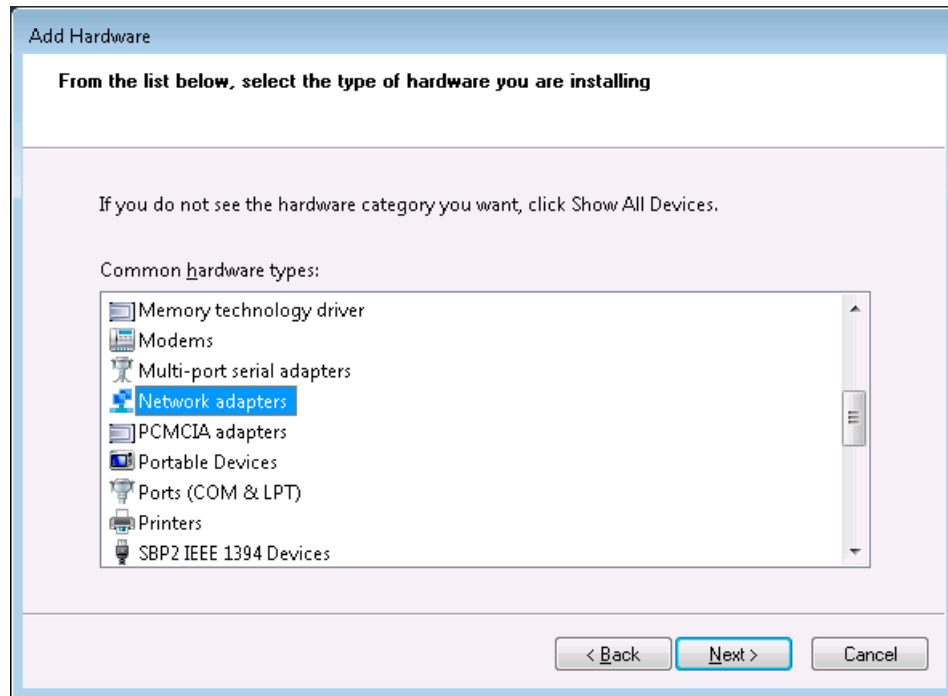 Add Hardware
From the list below, select the type of hardware you are installing
If you do not see the hardware category you want, click Show All Devices.
Common hardware types:
Memory technology driver
Modems
Multi-port serial adapters
Network adapters
PCMCIA adapters
Portable Devices
Ports (COM & LPT)
Printers
SBP2 IEEE 1394 Devices
< Back Next > Cancel